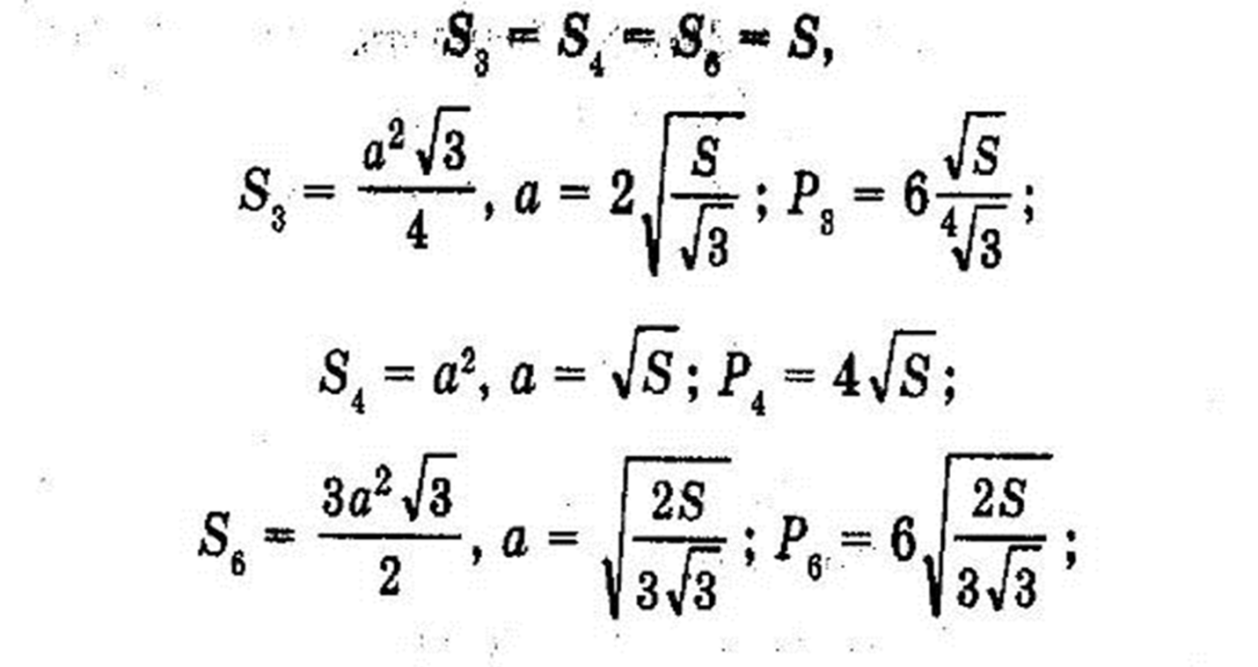 S₃ = S₄ = S₆ = S,
S₃ = a²√3/4, a = 2√(S/√3); P₃ = 6 √S/∜3;
S₄ = a², a = √S; P₄ = 4√S;
S₆ = 3a²√3/2, a = √(2S/(3√3)); P₆ = 6√(2S/(3√3));